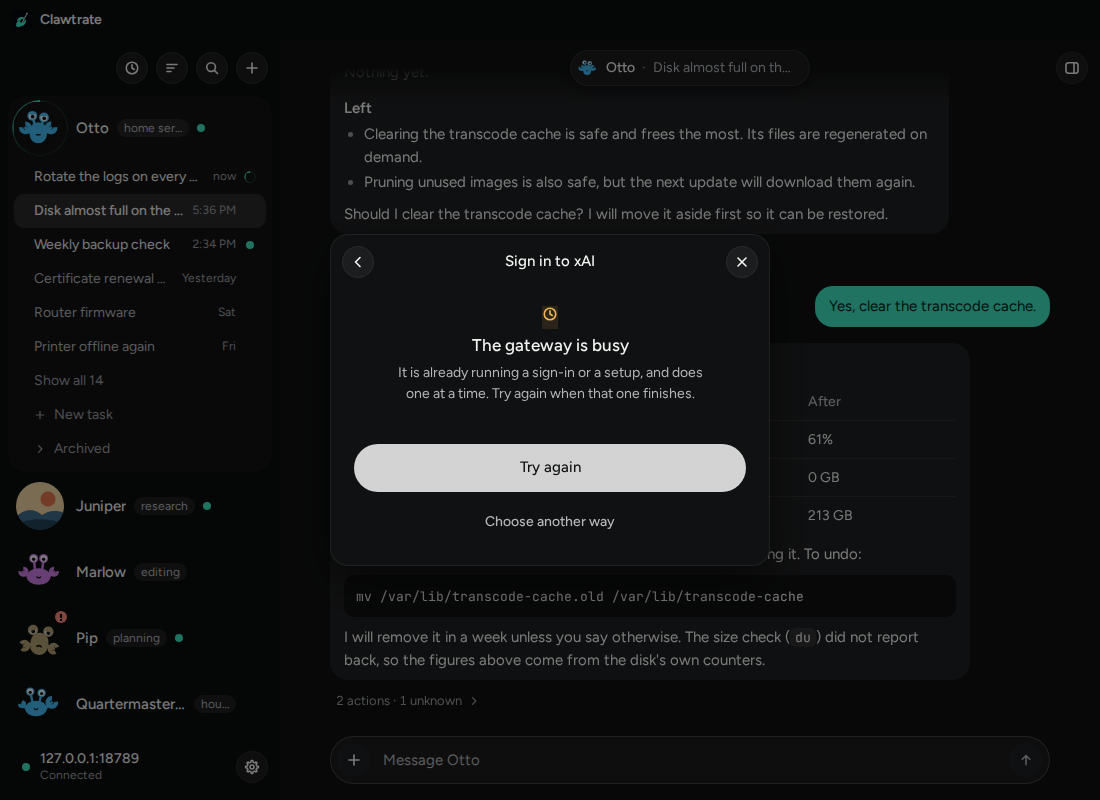 Clawtrate
Otto
home ser...
Rotate the logs on every ... now
Disk almost full on the ... 5:36 PM
Weekly backup check 2:34 PM
Certificate renewal ... Yesterday
Router firmware Sat
Printer offline again Fri
Show all 14
New task
Archived
Juniper research
Marlow editing
! Pip planning
Quartermaster... hou...
127.0.0.1:18789
Connected
Otto · Disk almost full on th...
Nothing yet.
Left
Clearing the transcode cache is safe and frees the most. Its files are regenerated on
demand.
Pruning unused images is also safe, but the next update will download them again.
Should I clear the transcode cache? I will move it aside first so it can be restored.
Yes, clear the transcode cache.
Sign in to xAI
The gateway is busy
It is already running a sign-in or a setup, and does
one at a time. Try again when that one finishes.
Try again
Choose another way
After
61%
0 GB
213 GB
it. To undo:
mv /var/lib/transcode-cache.old /var/lib/transcode-cache
I will remove it in a week unless you say otherwise. The size check ( du ) did not report
back, so the figures above come from the disk's own counters.
2 actions · 1 unknown
Message Otto